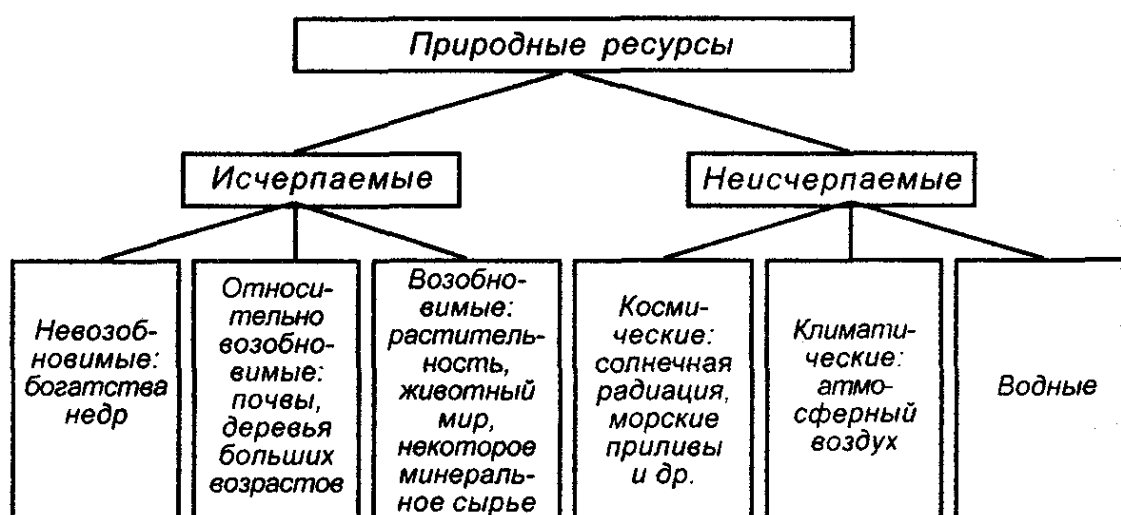 Природные ресурсы
Исчерпаемые
Неисчерпаемые
Невозоб-
новимые:
богатства
недр
Относи-
тельно
возобно-
вимые:
почвы,
деревья
больших
возрастов
Возобно-
вимые:
раститель-
ность,
животный
мир,
некоторое
минераль-
ное сырье
Косми-
ческие:
солнечная
радиация,
морские
приливы
и др.
Климати-
ческие:
атмо-
сферный
воздух
Водные